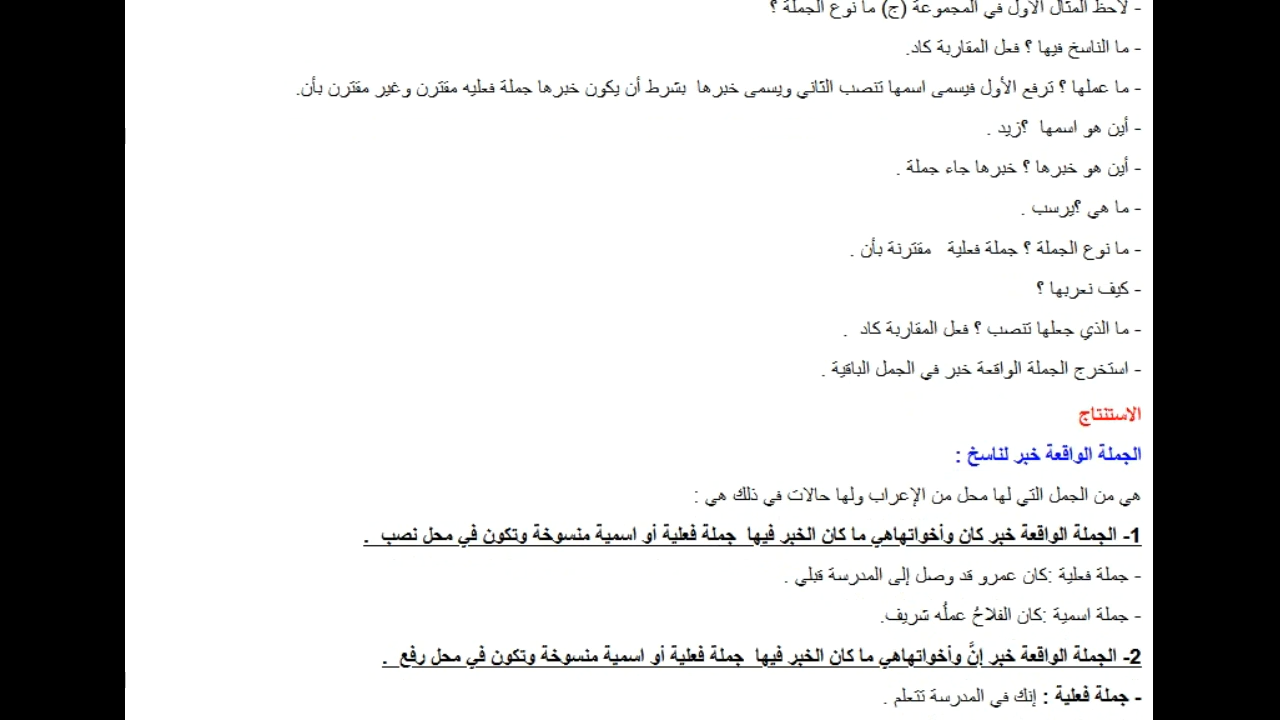 - لاحظ المثال الأول في المجموعة (ج) ما نوع الجملة ؟
- ما الناسخ فيها ؟ فعل المقاربة كاد.
- ما عملها ؟ ترفع الأول فيسمى اسمها تنصب الثاني ويسمى خبرها بشرط أن يكون خبرها جملة فعليه مقترن وغير مقترن بأن.
- أين هو اسمها ؟زيد .
- أين هو خبرها ؟ خبرها جاء جملة .
- ما هي ؟يرسب .
- ما نوع الجملة ؟ جملة فعلية مقترنة بأن .
- كيف نعربها ؟
- ما الذي جعلها تنصب ؟ فعل المقاربة كاد .
- استخرج الجملة الواقعة خبر في الجمل الباقية .
الاستنتاج
الجملة الواقعة خبر لناسخ :
هي من الجمل التي لها محل من الإعراب ولها حالات في ذلك هي :
1- الجملة الواقعة خبر كان وأخواتهاهي ما كان الخبر فيها جملة فعلية أو اسمية منسوخة وتكون في محل نصب .
- جملة فعلية :كان عمرو قد وصل إلى المدرسة قبلي .
- جملة اسمية :كان الفلاحُ عملُه شريف.
2- الجملة الواقعة خبر إنَّ وأخواتهاهي ما كان الخبر فيها جملة فعلية أو اسمية منسوخة وتكون في محل رفع .
- جملة فعلية : إنك في المدرسة تتعلم .